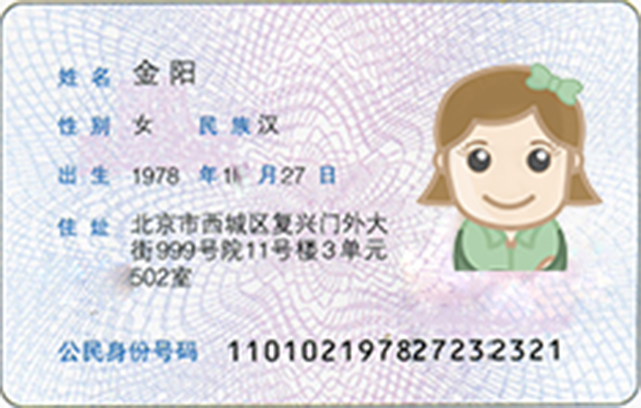 姓名 金阳
性别 女 民族 汉
出生 1978 年 月 27 日
住址 北京市西城区复兴门外大
街999号院11号楼3单元
502室
公民身份号码 110102197827232321